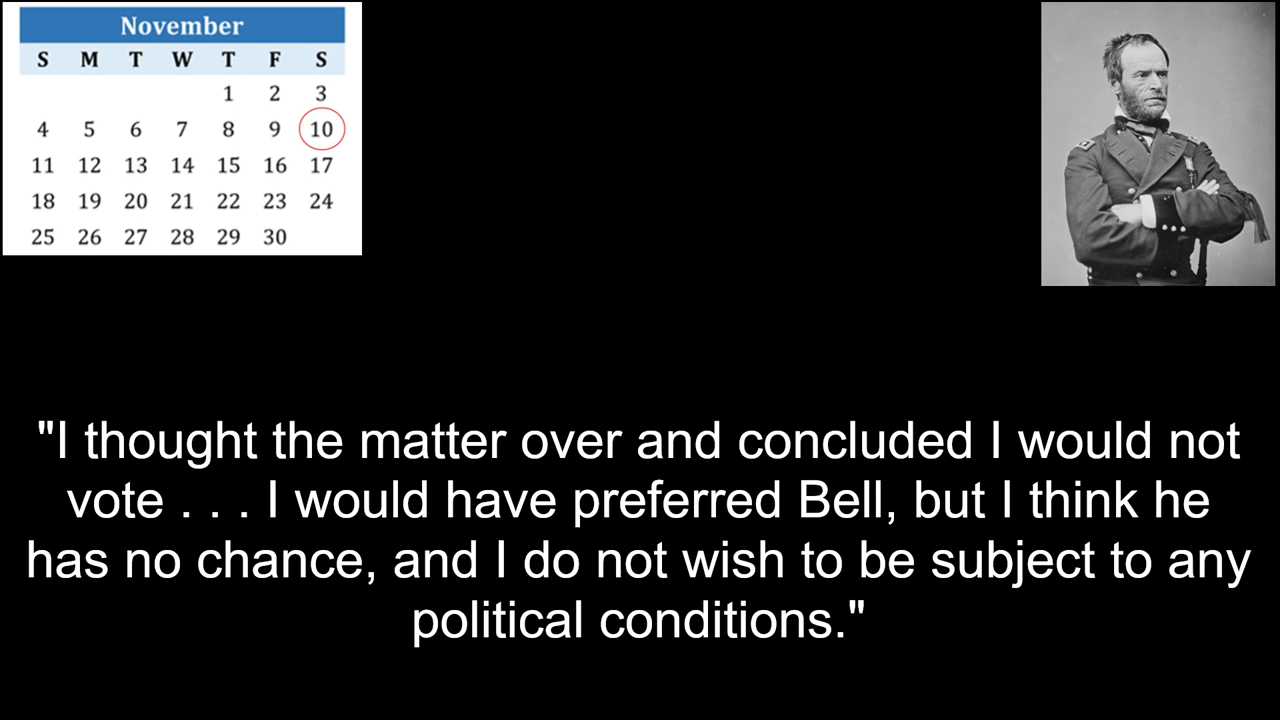 November
S M T W T F S
1 2 3
4 5 6 7 8 9 10
11 12 13 14 15 16 17
18 19 20 21 22 23 24
25 26 27 28 29 30
"I thought the matter over and concluded I would not
vote . . . I would have preferred Bell, but I think he
has no chance, and I do not wish to be subject to any
political conditions."